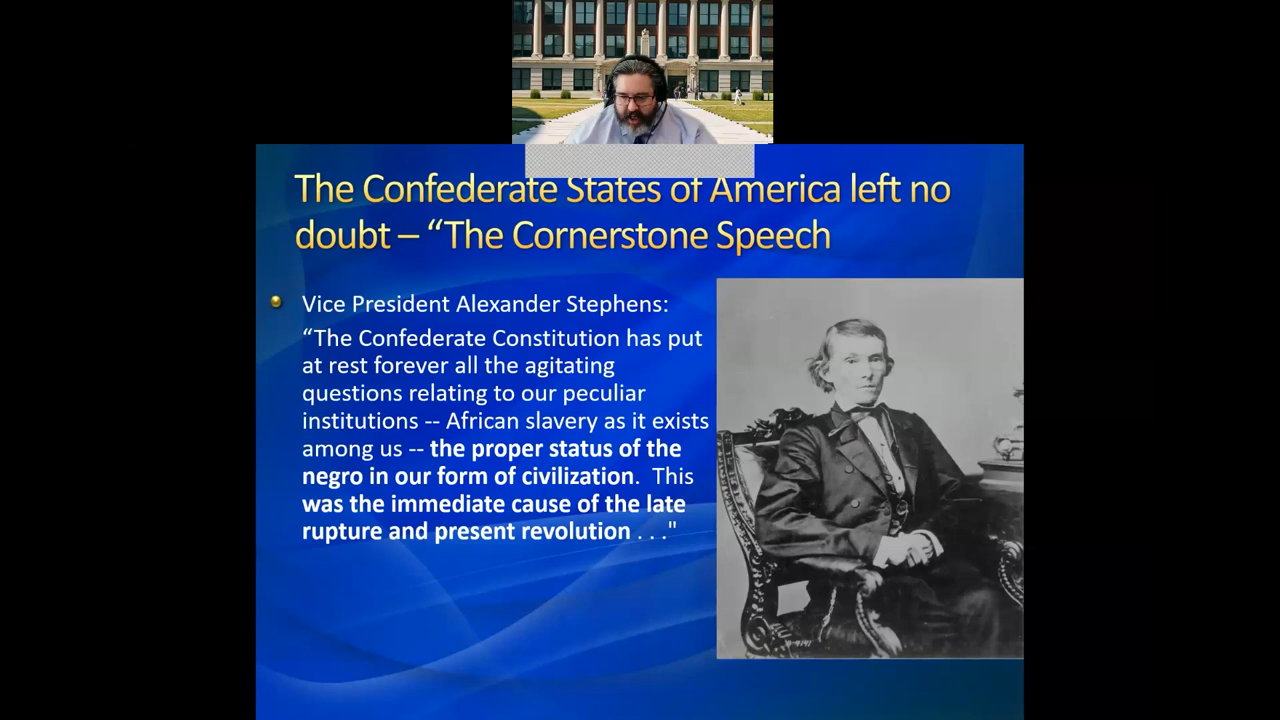 The Confederate States of America left no
doubt – “The Cornerstone Speech
Vice President Alexander Stephens:
“The Confederate Constitution has put
at rest forever all the agitating
questions relating to our peculiar
institutions -- African slavery as it exists
among us -- the proper status of the
negro in our form of civilization.  This
was the immediate cause of the late
rupture and present revolution . . ."